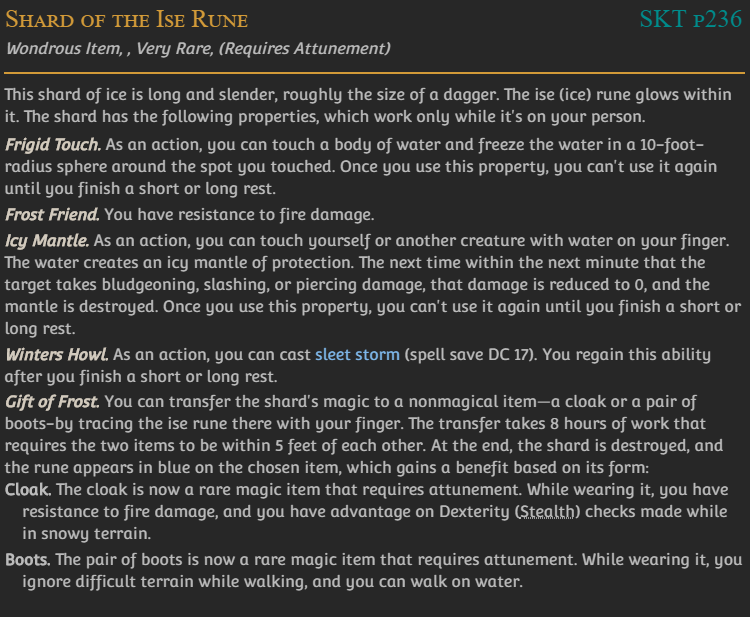 Shard of the Ise Rune SKT p236
Wondrous Item, , Very Rare, (Requires Attunement)
This shard of ice is long and slender, roughly the size of a dagger. The ise (ice) rune glows within
it. The shard has the following properties, which work only while it's on your person.
Frigid Touch. As an action, you can touch a body of water and freeze the water in a 10-foot-
radius sphere around the spot you touched. Once you use this property, you can't use it again
until you finish a short or long rest.
Frost Friend. You have resistance to fire damage.
Icy Mantle. As an action, you can touch yourself or another creature with water on your finger.
The water creates an icy mantle of protection. The next time within the next minute that the
target takes bludgeoning, slashing, or piercing damage, that damage is reduced to 0, and the
mantle is destroyed. Once you use this property, you can't use it again until you finish a short or
long rest.
Winters Howl. As an action, you can cast sleet storm (spell save DC 17). You regain this ability
after you finish a short or long rest.
Gift of Frost. You can transfer the shard's magic to a nonmagical item—a cloak or a pair of
boots-by tracing the ise rune there with your finger. The transfer takes 8 hours of work that
requires the two items to be within 5 feet of each other. At the end, the shard is destroyed, and
the rune appears in blue on the chosen item, which gains a benefit based on its form:
Cloak. The cloak is now a rare magic item that requires attunement. While wearing it, you have
resistance to fire damage, and you have advantage on Dexterity (Stealth) checks made while
in snowy terrain.
Boots. The pair of boots is now a rare magic item that requires attunement. While wearing it, you
ignore difficult terrain while walking, and you can walk on water.